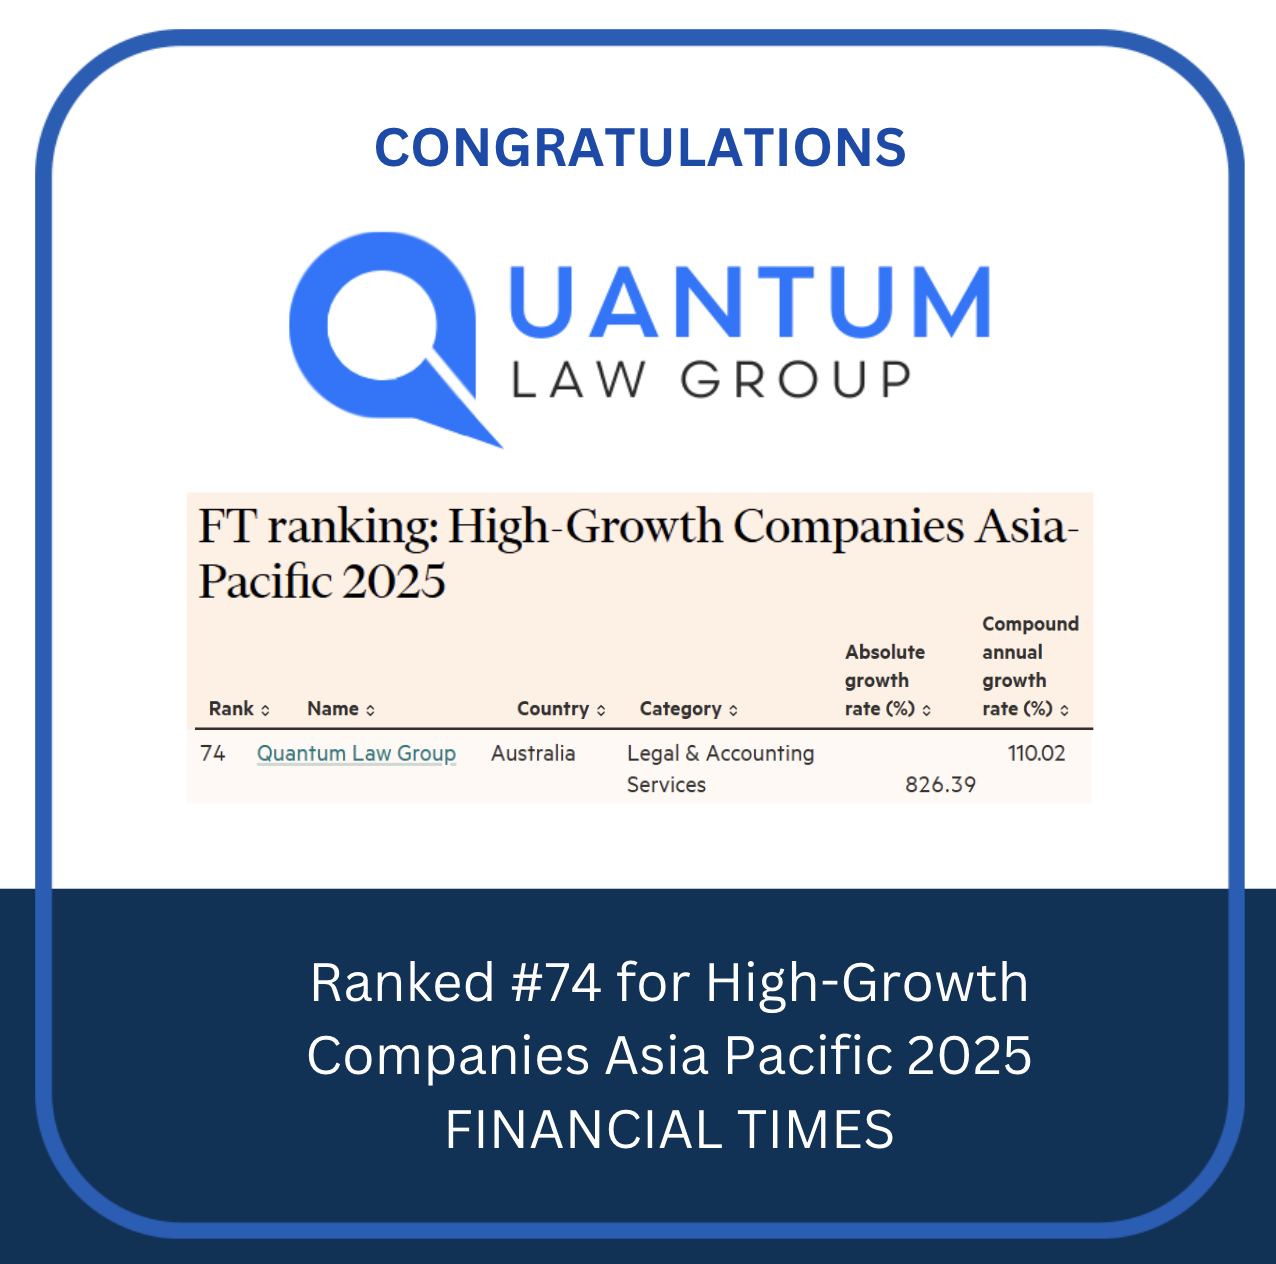 CONGRATULATIONS
QUANTUM
LAW GROUP
FT ranking: High-Growth Companies Asia-
Pacific 2025
Rank Name Country Category Absolute growth rate (%) Compound annual growth rate (%)
74 Quantum Law Group Australia Legal & Accounting Services 826.39 110.02
Ranked #74 for High-Growth
Companies Asia Pacific 2025
FINANCIAL TIMES